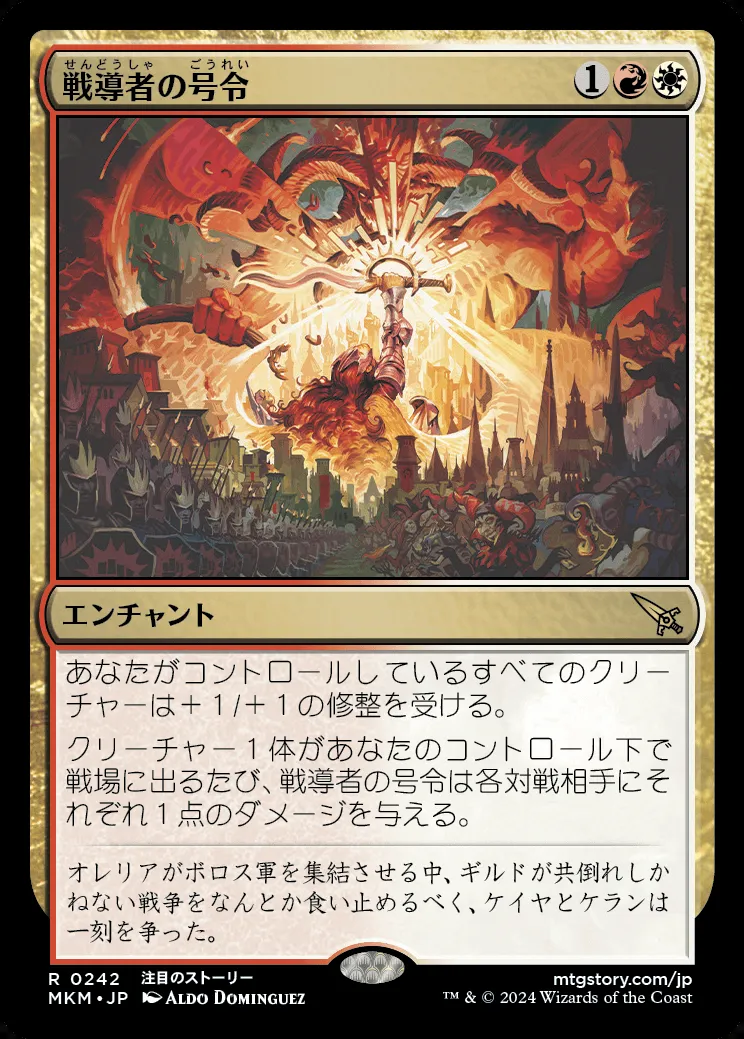 せんどうしゃ ごうれい
戦導者の号令 1
エンチャント
あなたがコントロールしているすべてのクリー
チャーは＋１/＋１の修整を受ける。
クリーチャー１体があなたのコントロール下で
戦場に出るたび、戦導者の号令は各対戦相手にそ
れぞれ１点のダメージを与える。
オレリアがボロス軍を集結させる中、ギルドが共倒れしか
ねない戦争をなんとか食い止めるべく、ケイヤとケランは
一刻を争った。
R 0242 注目のストーリー mtgstory.com/jp
MKM • JP ALDO DOMINGUEZ ™ & © 2024 Wizards of the Coast